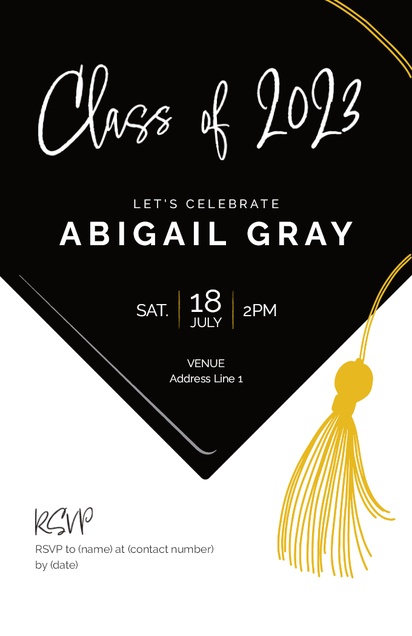 Class of 2023
LET'S CELEBRATE
ABIGAIL GRAY
SAT. 18 JULY 2PM
VENUE
Address Line 1
RSVP
RSVP to (name) at (contact number)
by (date)